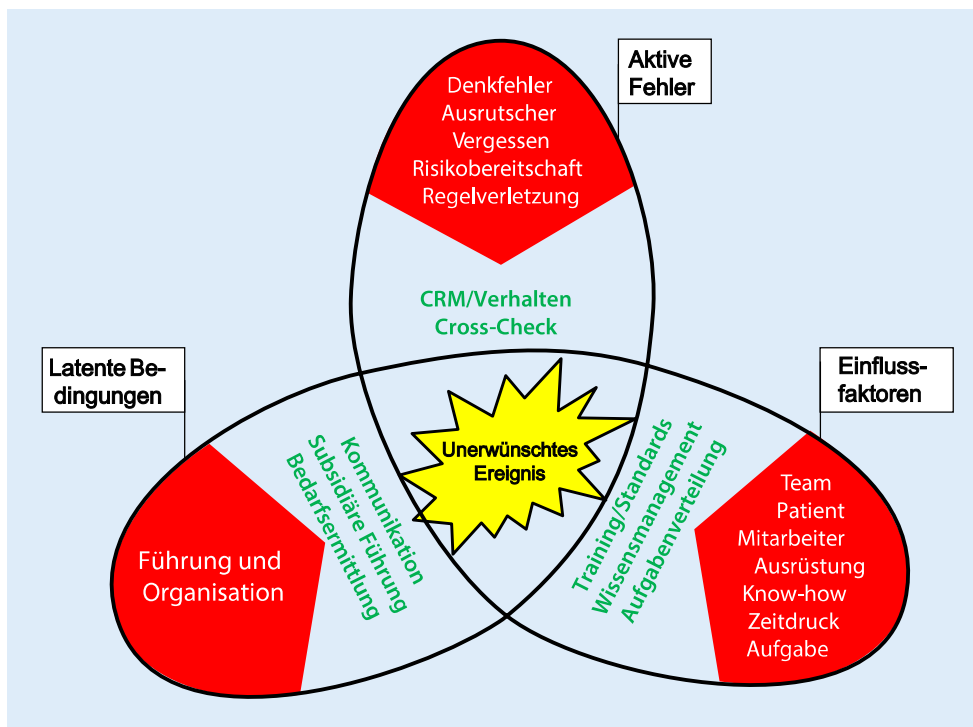 Aktive
Fehler
Denkfehler
Ausrutscher
Vergessen
Risikobereitschaft
Regelverletzung
CRM/Verhalten
Cross-Check
Latente Be-
dingungen
Einfluss-
faktoren
Unerwünschtes
Ereignis
Kommunikation
Subsidiäre Führung
Bedarfsermittlung
Training/Standards
Wissensmanagement
Aufgabenverteilung
Führung und
Organisation
Team
Patient
Mitarbeiter
Ausrüstung
Know-how
Zeitdruck
Aufgabe